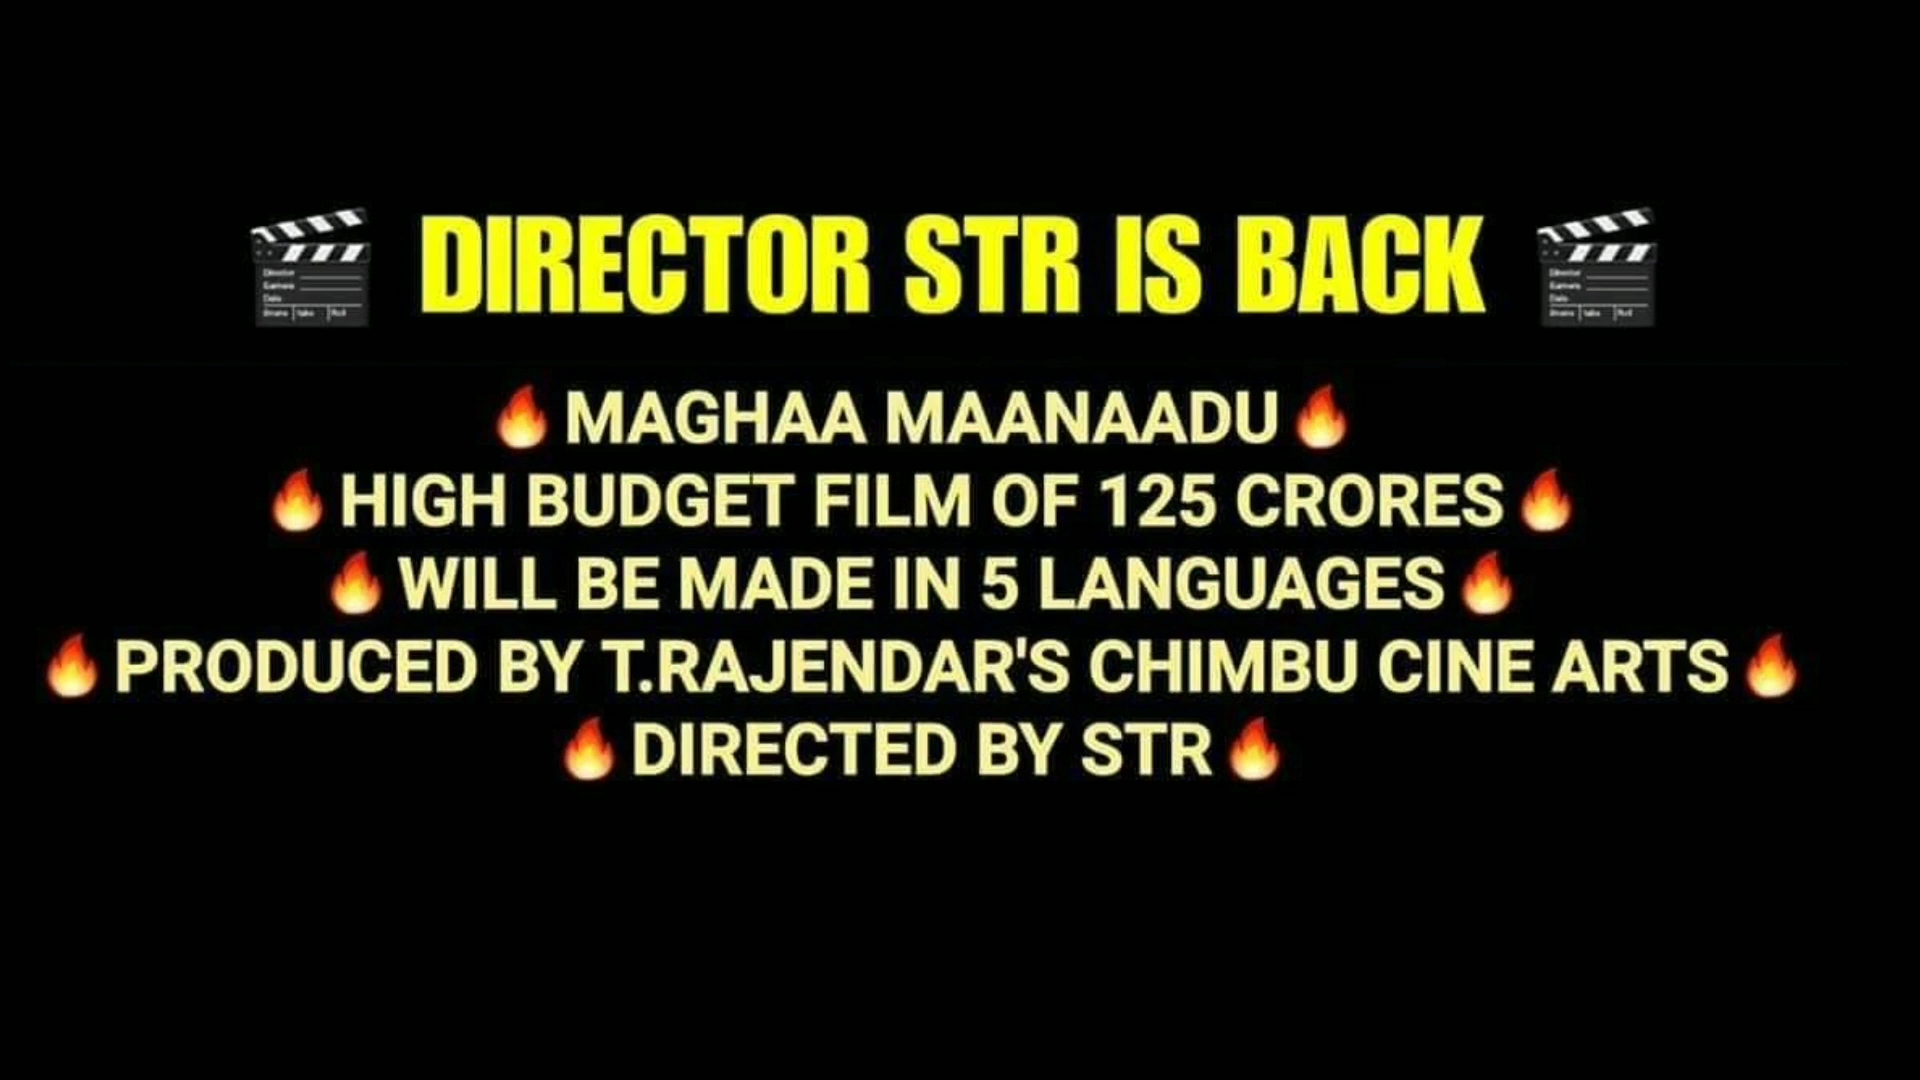 DIRECTOR STR IS BACK
MAGHAA MAANAADU
HIGH BUDGET FILM OF 125 CRORES
WILL BE MADE IN 5 LANGUAGES
PRODUCED BY T.RAJENDAR'S CHIMBU CINE ARTS
DIRECTED BY STR